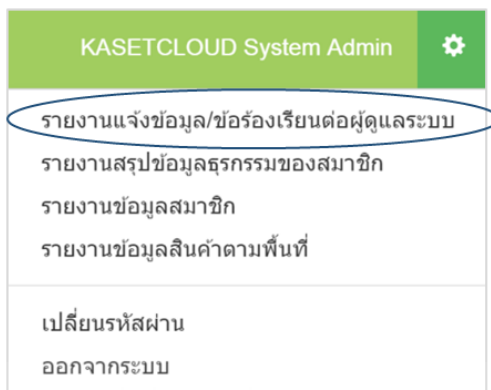 KASETCLOUD System Admin
รายงานแจ้งข้อมูล/ข้อร้องเรียนต่อผู้ดูแลระบบ
รายงานสรุปข้อมูลธุรกรรมของสมาชิก
รายงานข้อมูลสมาชิก
รายงานข้อมูลสินค้าตามพื้นที่
เปลี่ยนรหัสผ่าน
ออกจากระบบ